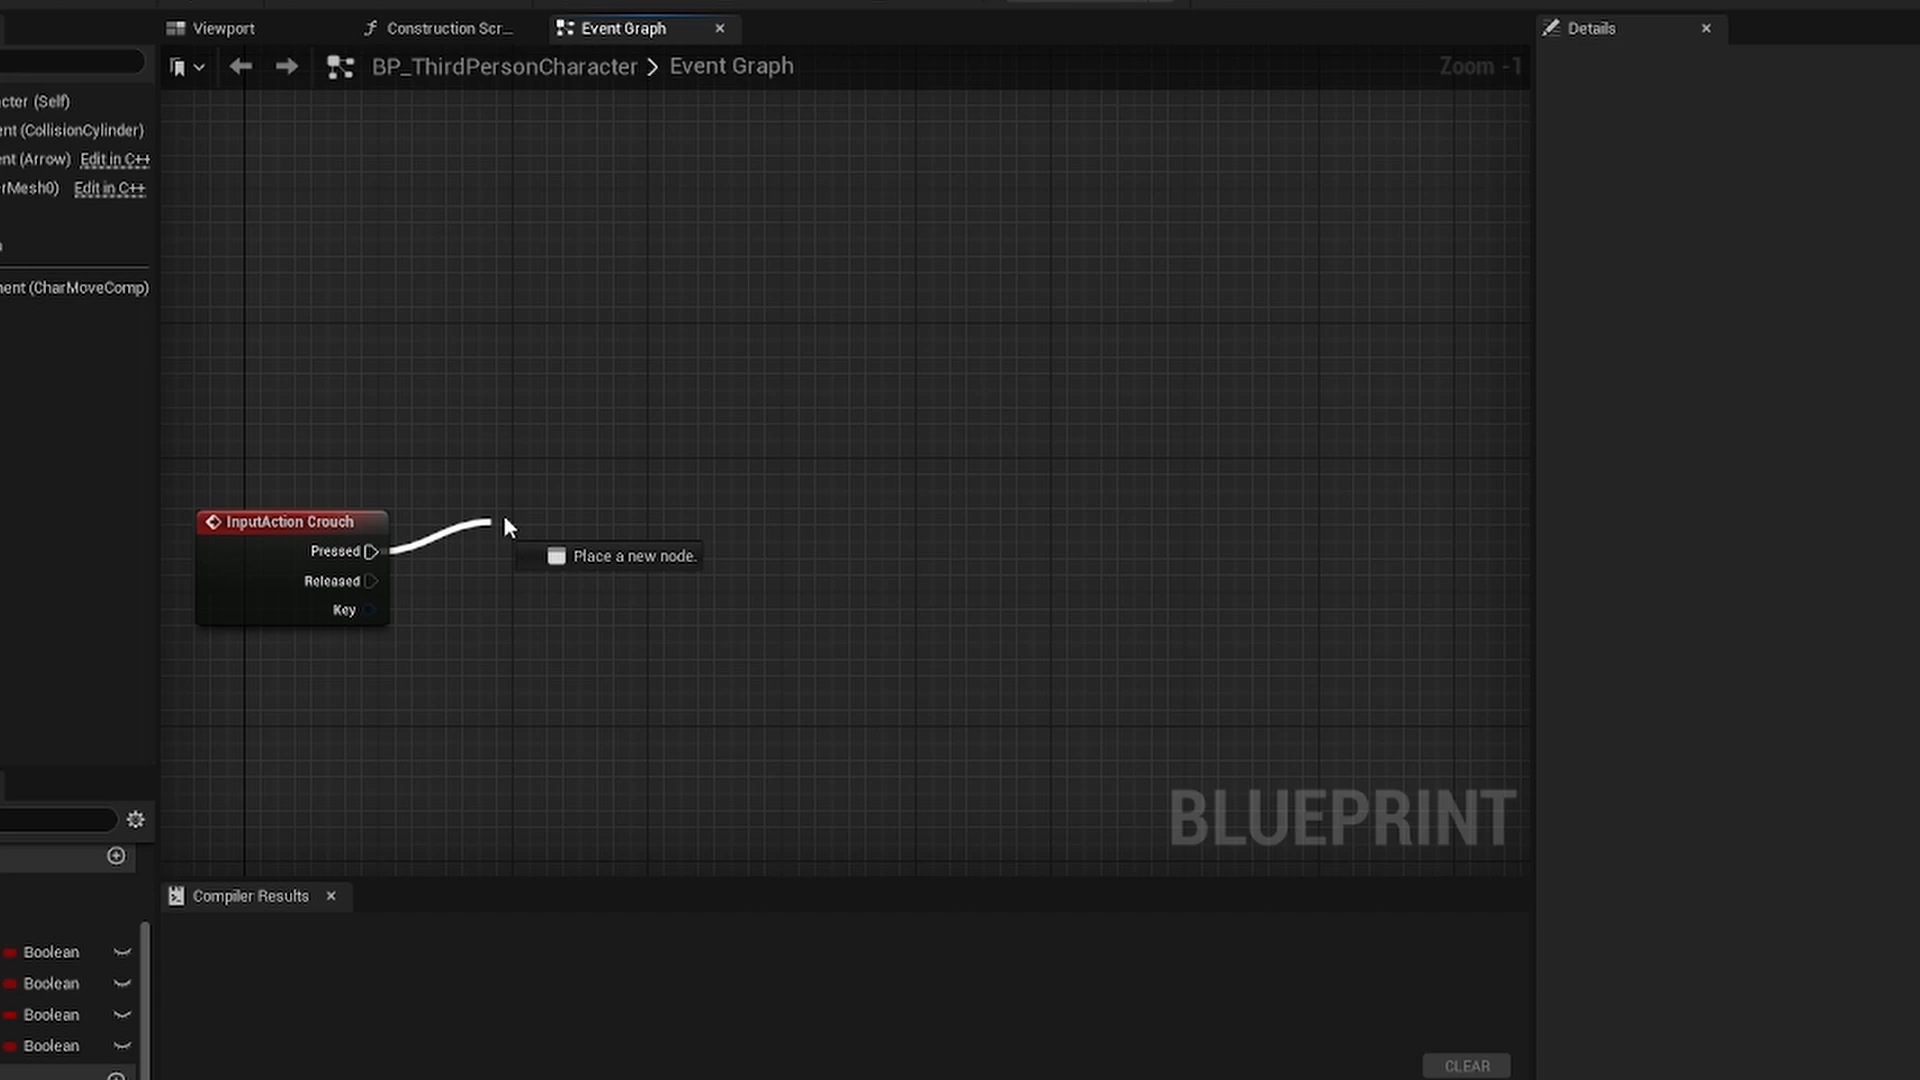 Viewport
Construction Scr...
Event Graph
Details
BP_ThirdPersonCharacter > Event Graph
Zoom -1
cter (Self)
ent (CollisionCylinder)
ent (Arrow) Edit in C++
rMesh0) Edit in C++
nent (CharMoveComp)
InputAction Crouch
Pressed
Released
Key
Place a new node.
BLUEPRINT
Compiler Results
Boolean
Boolean
Boolean
Boolean
CLEAR